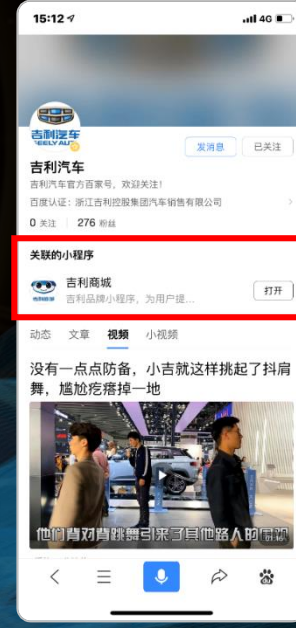 15:12
4G
吉利汽车
GEELY AUTO
发消息
已关注
吉利汽车
吉利汽车官方百家号，欢迎关注！
百度认证：浙江吉利控股集团汽车销售有限公司
0 关注 276 粉丝
关联的小程序
吉利商城
吉利品牌小程序，为用户提...
打开
动态 文章 视频 小视频
没有一点点防备，小吉就这样挑起了抖肩
舞，尴尬疙瘩掉一地
他们背对背跳舞引来了其他路人的围观